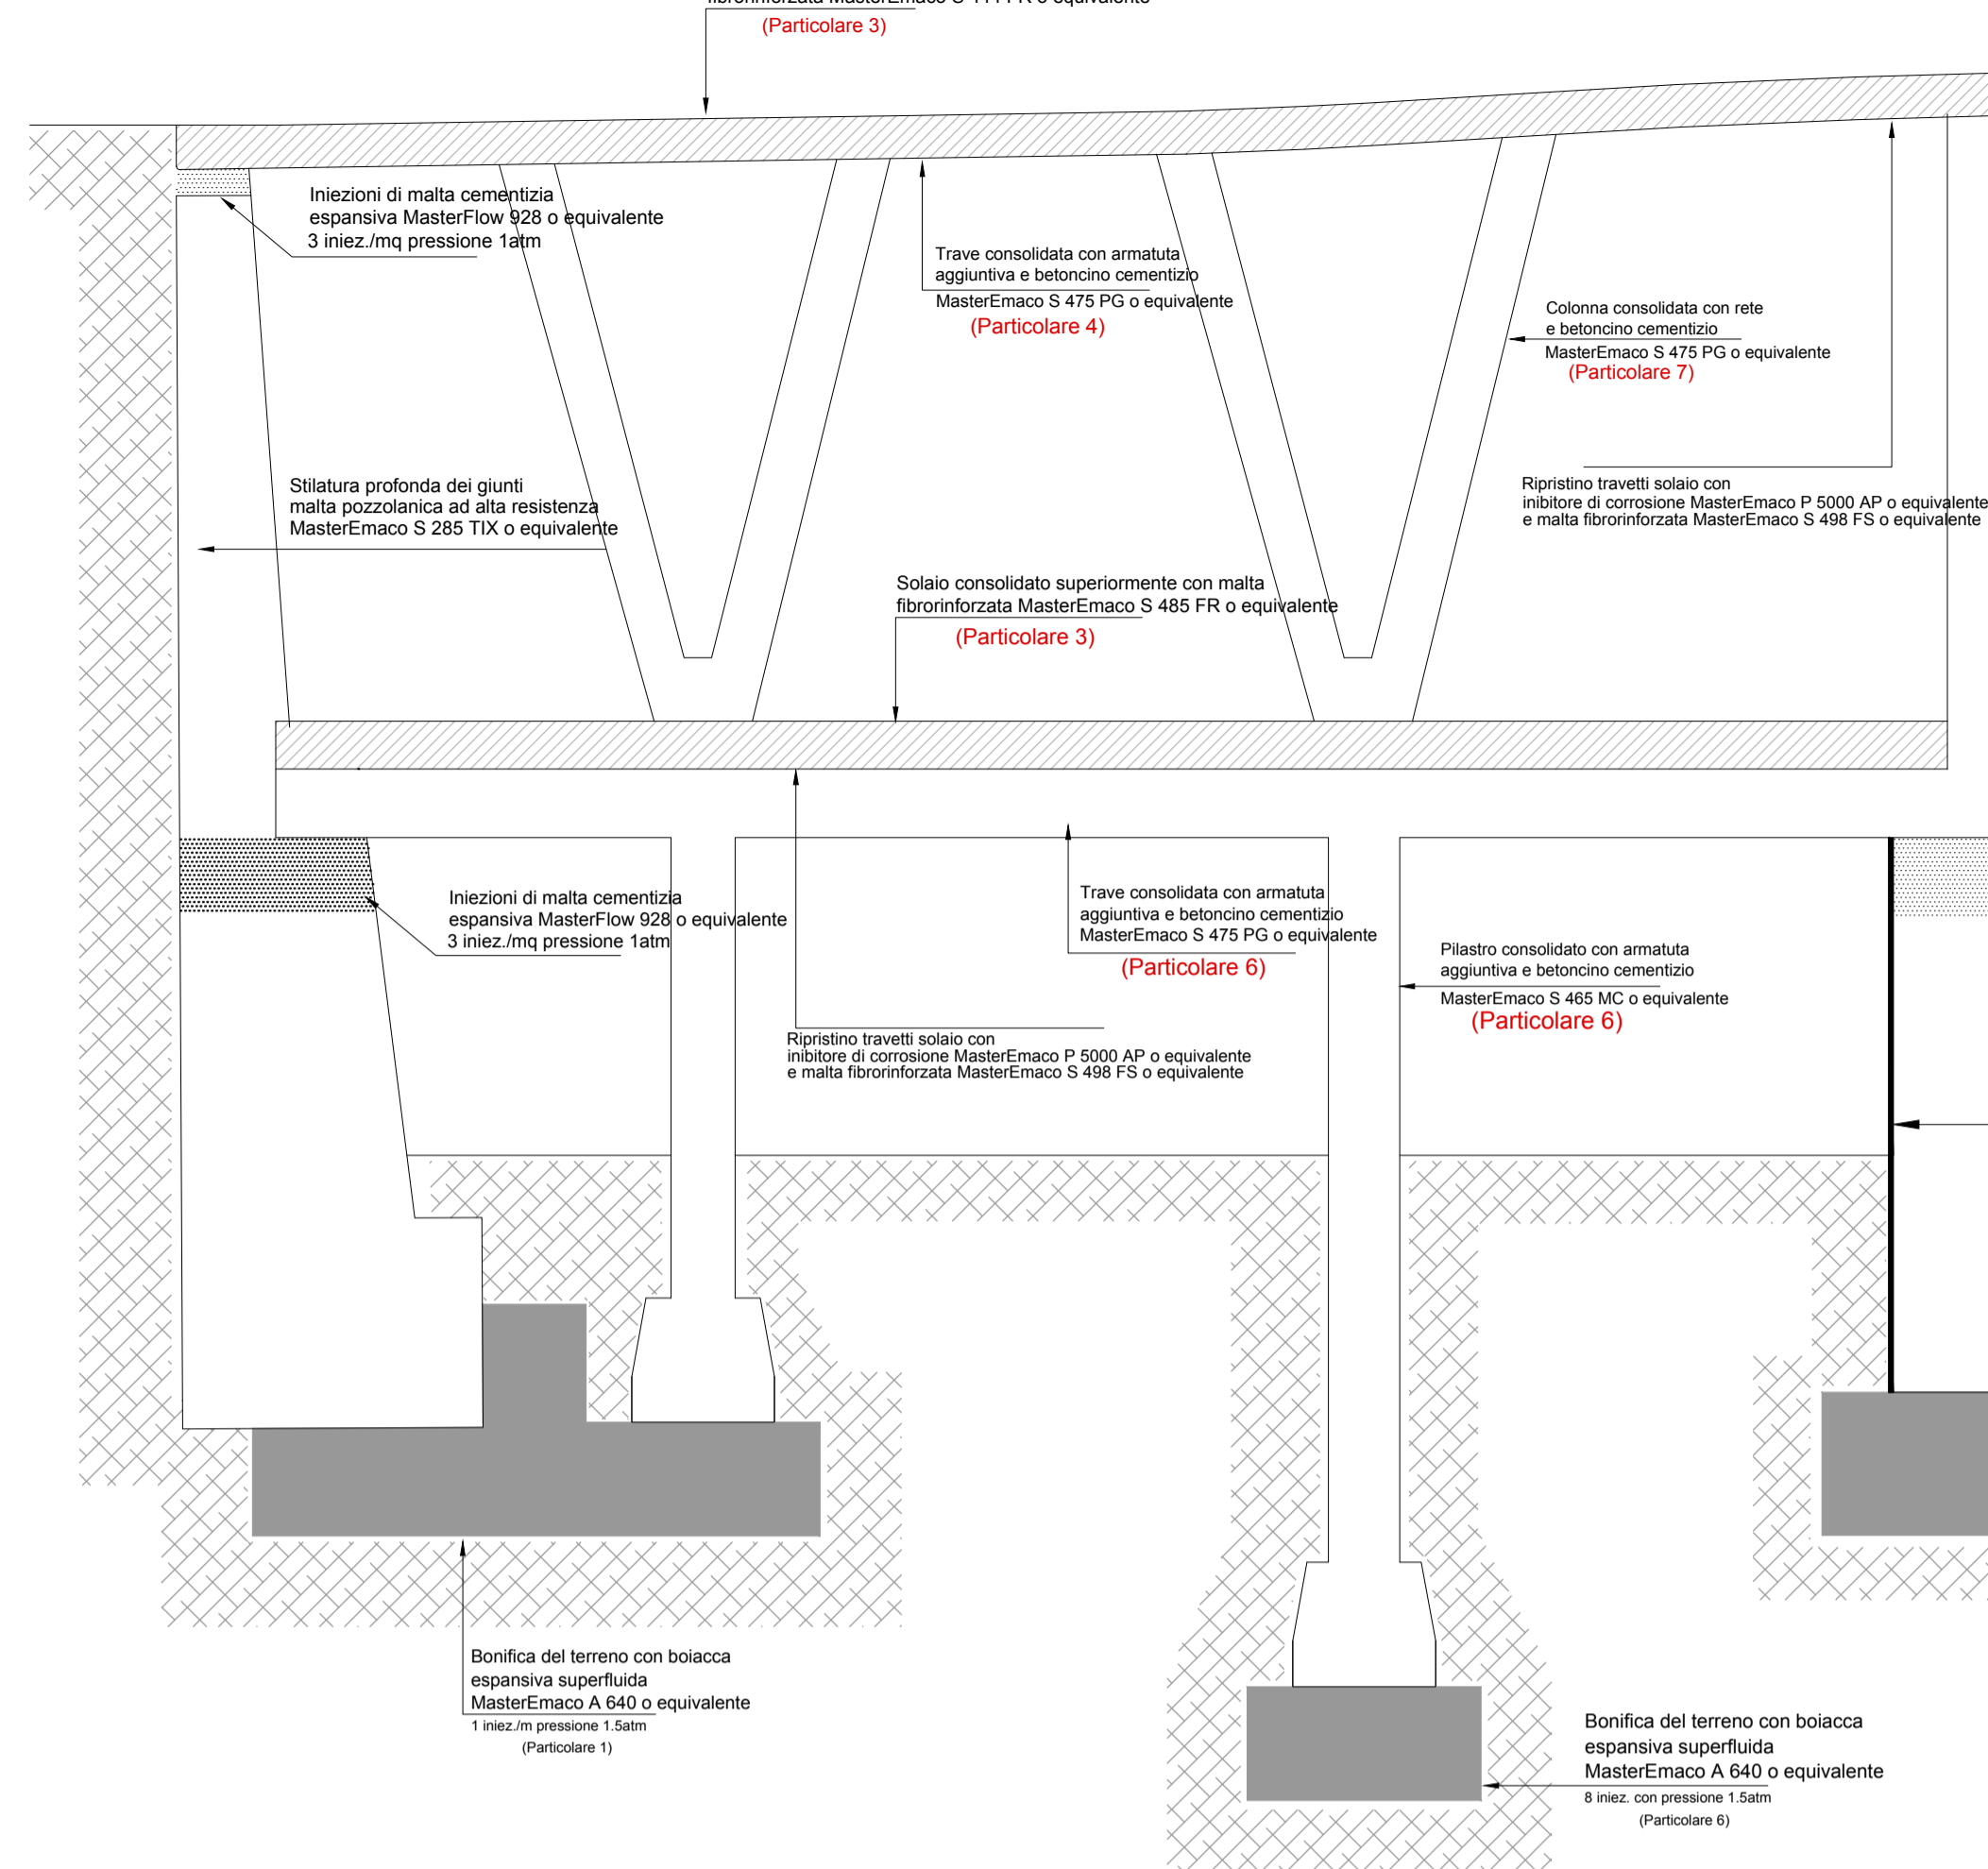 (Particolare 3)
Iniezioni di malta cementizia
espansiva MasterFlow 928 o equivalente
3 iniez./mq pressione 1atm
Trave consolidata con armatuta
aggiuntiva e betoncino cementizio
MasterEmaco S 475 PG o equivalente
(Particolare 4)
Colonna consolidata con rete
e betoncino cementizio
MasterEmaco S 475 PG o equivalente
(Particolare 7)
Stilatura profonda dei giunti
malta pozzolanica ad alta resistenza
MasterEmaco S 285 TIX o equivalente
Ripristino travetti solaio con
inibitore di corrosione MasterEmaco P 5000 AP o equivalente
e malta fibrorinforzata MasterEmaco S 498 FS o equivalente
Solaio consolidato superiormente con malta
fibrorinforzata MasterEmaco S 485 FR o equivalente
(Particolare 3)
Iniezioni di malta cementizia
espansiva MasterFlow 928 o equivalente
3 iniez./mq pressione 1atm
Trave consolidata con armatuta
aggiuntiva e betoncino cementizio
MasterEmaco S 475 PG o equivalente
(Particolare 6)
Pilastro consolidato con armatuta
aggiuntiva e betoncino cementizio
MasterEmaco S 465 MC o equivalente
(Particolare 6)
Ripristino travetti solaio con
inibitore di corrosione MasterEmaco P 5000 AP o equivalente
e malta fibrorinforzata MasterEmaco S 498 FS o equivalente
Bonifica del terreno con boiacca
espansiva superfluida
MasterEmaco A 640 o equivalente
1 iniez./m pressione 1.5atm
(Particolare 1)
Bonifica del terreno con boiacca
espansiva superfluida
MasterEmaco A 640 o equivalente
8 iniez. con pressione 1.5atm
(Particolare 6)